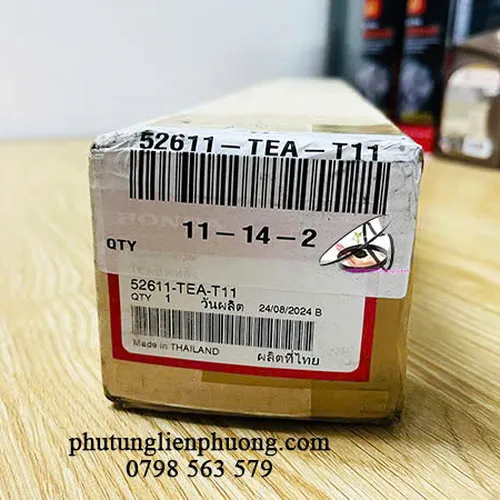 52611-TEA-T11
11-14-2
QTY
HONDA
52611-TEA-T11
QTY 1 วันผลิต 24/08/2024 B
Made in THAILAND ผลิตที่ไทย
phutunglienphuong.com
0798 563 579